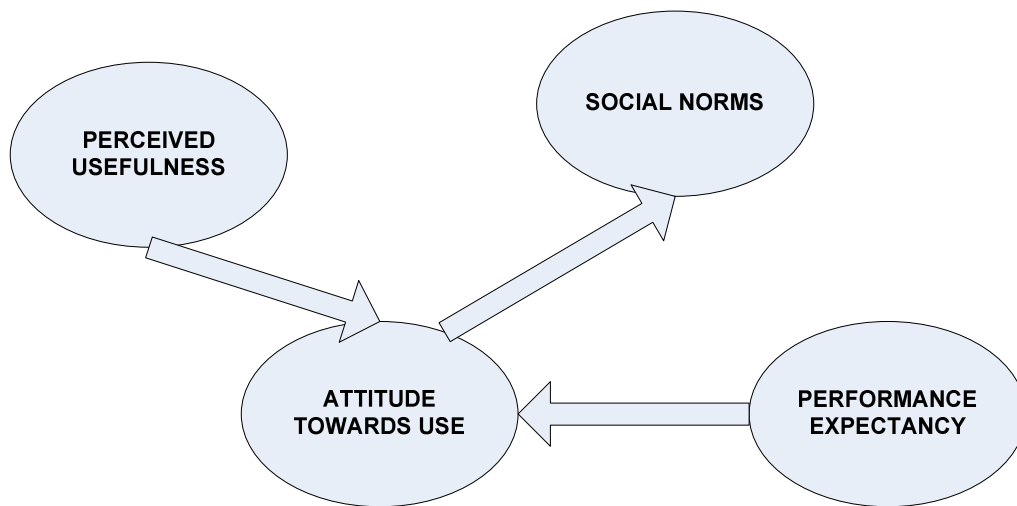 SOCIAL NORMS
PERCEIVED
USEFULNESS
ATTITUDE
TOWARDS USE
PERFORMANCE
EXPECTANCY